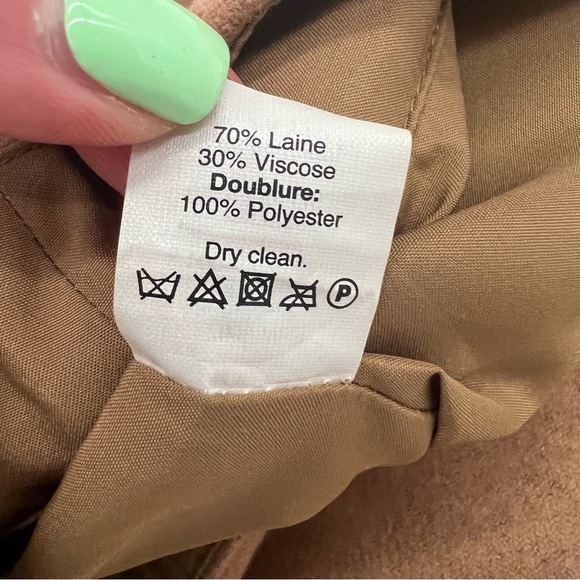 70% Laine
30% Viscose
Doublure:
100% Polyester
Dry clean.
P